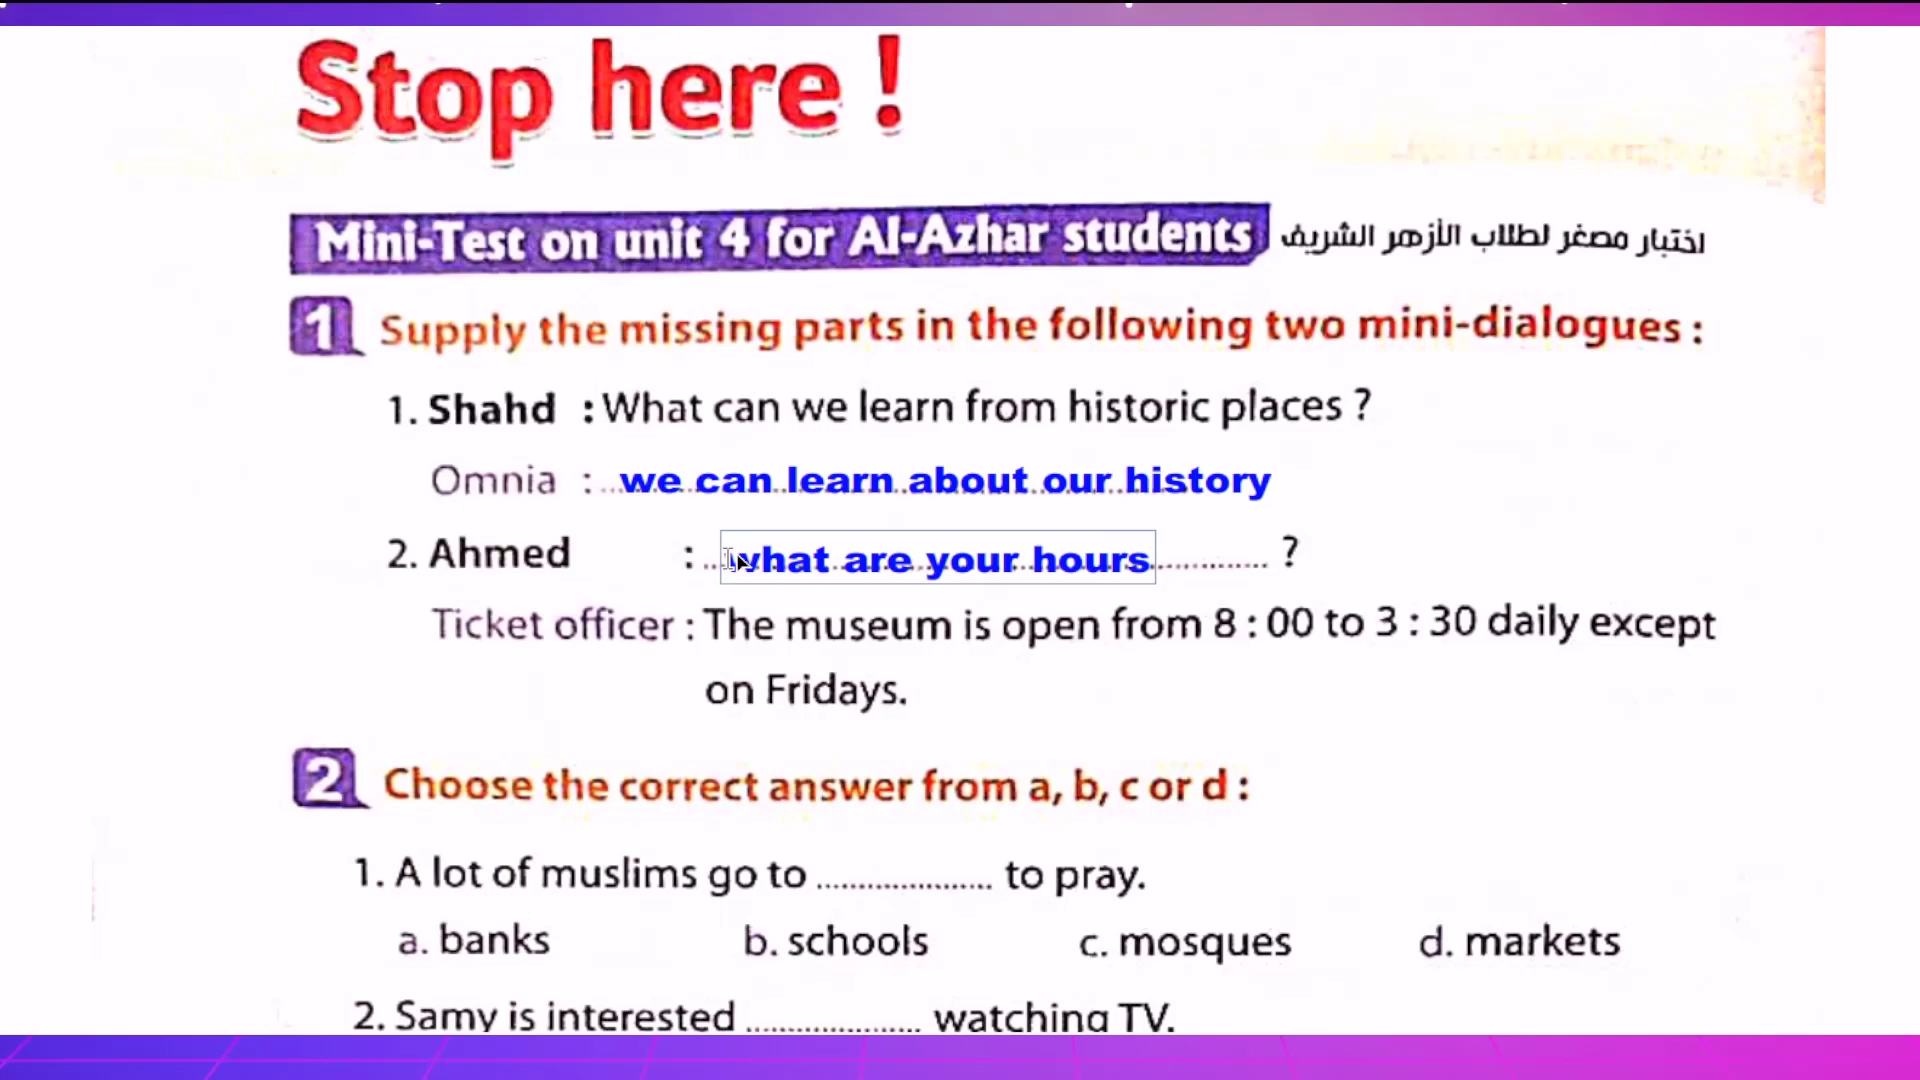 Stop here !
Mini-Test on unit 4 for Al-Azhar students اختبار مصغر لطلاب الأزهر الشريف
1 Supply the missing parts in the following two mini-dialogues :
1. Shahd : What can we learn from historic places ?
Omnia : we can learn about our history
2. Ahmed : what are your hours ?
Ticket officer : The museum is open from 8 : 00 to 3 : 30 daily except
on Fridays.
2 Choose the correct answer from a, b, c or d :
1. A lot of muslims go to .................... to pray.
a. banks b. schools c. mosques d. markets
2. Samy is interested .................... watching TV.